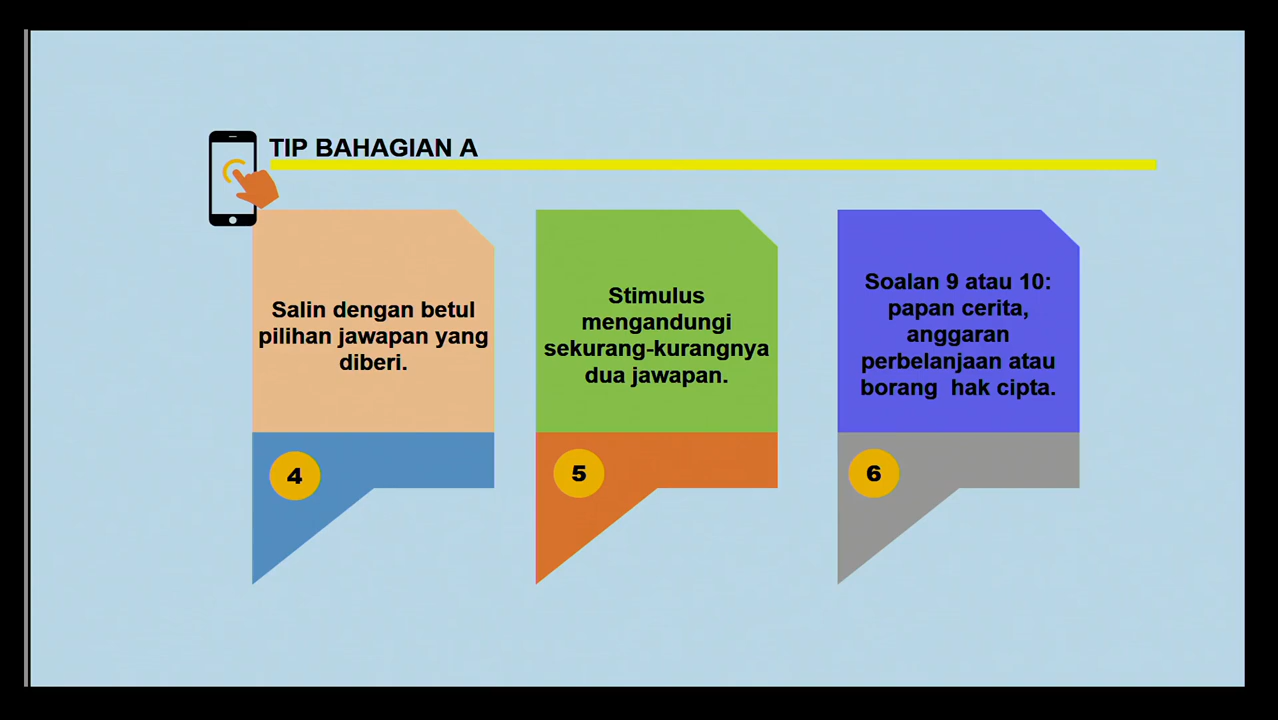 TIP BAHAGIAN A
Salin dengan betul
pilihan jawapan yang
diberi.
4
Stimulus
mengandungi
sekurang-kurangnya
dua jawapan.
5
Soalan 9 atau 10:
papan cerita,
anggaran
perbelanjaan atau
borang  hak cipta.
6